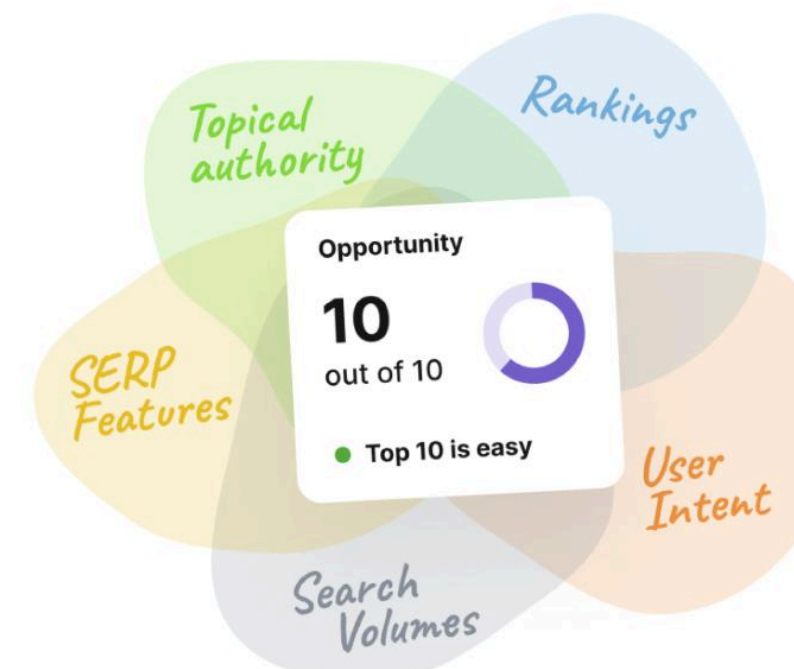 Topical
authority
Rankings
Opportunity
10
out of 10
Top 10 is easy
SERP
Features
User
Intent
Search
Volumes